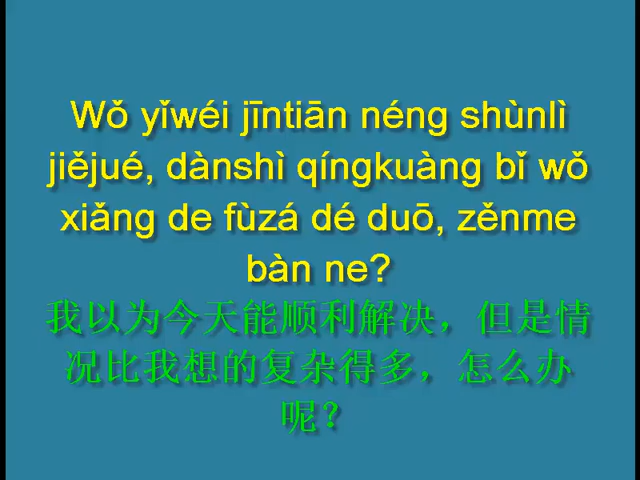 Wǒ yǐwéi jīntiān néng shùnlì
jiějué, dànshì qíngkuàng bǐ wǒ
xiǎng de fùzá dé duō, zěnme
bàn ne?
我以为今天能顺利解决，但是情
况比我想的复杂得多，怎么办
呢？